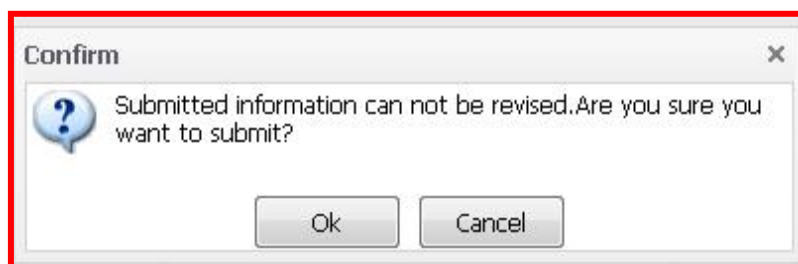 Confirm
Submitted information can not be revised.Are you sure you
want to submit?
Ok
Cancel